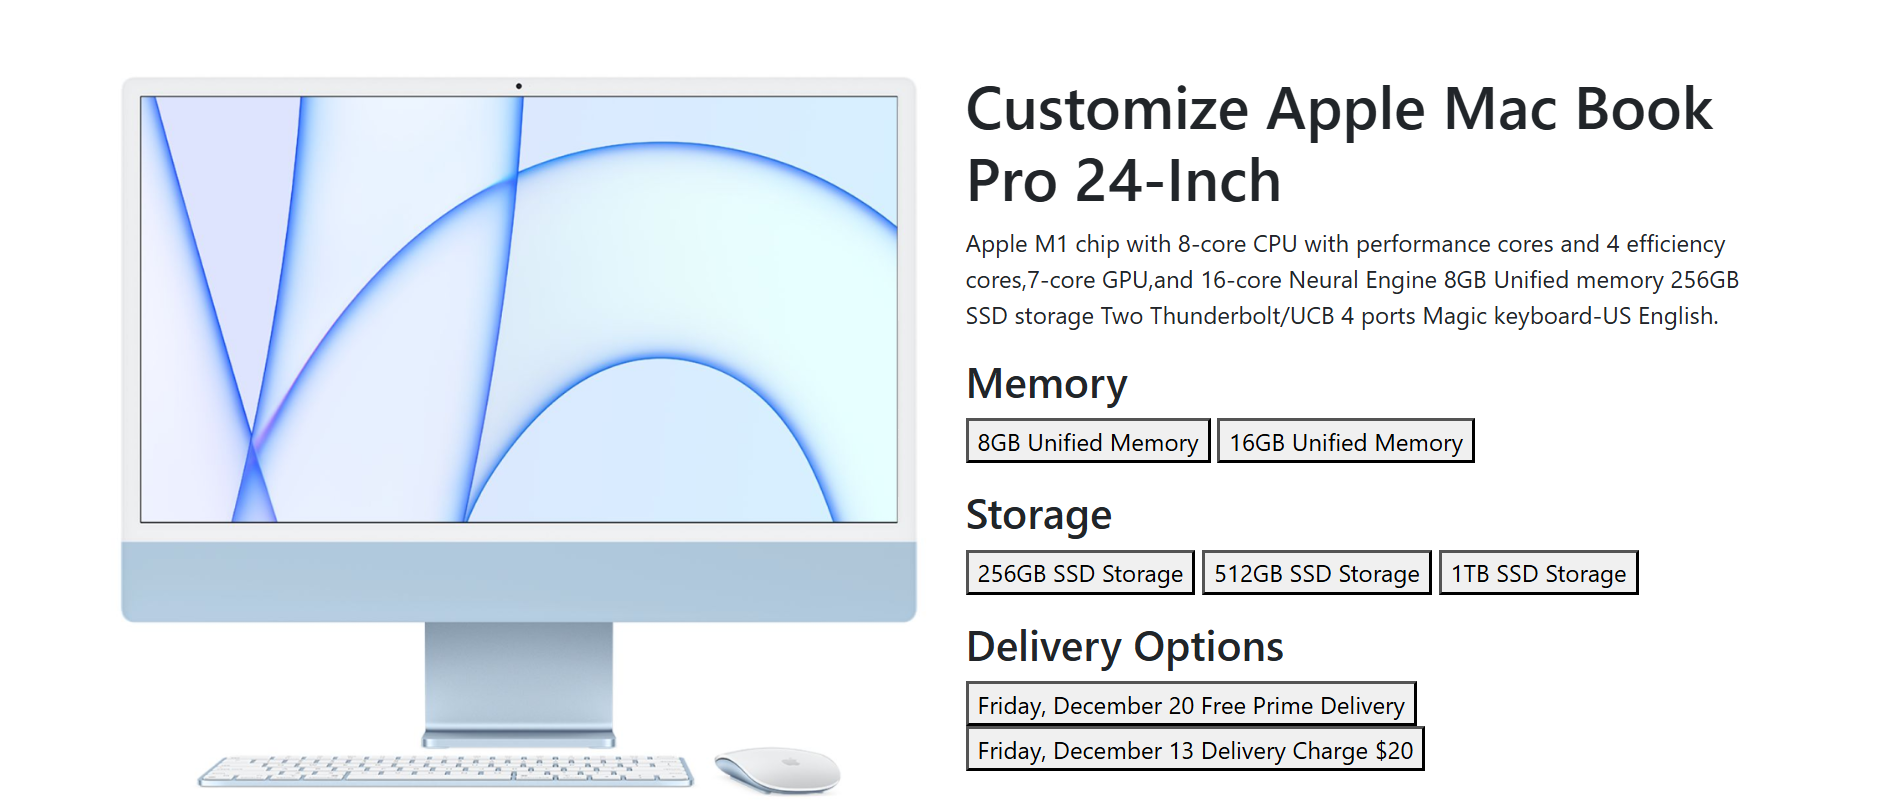 Customize Apple Mac Book
Pro 24-Inch
Apple M1 chip with 8-core CPU with performance cores and 4 efficiency
cores,7-core GPU,and 16-core Neural Engine 8GB Unified memory 256GB
SSD storage Two Thunderbolt/UCB 4 ports Magic keyboard-US English.
Memory
8GB Unified Memory 16GB Unified Memory
Storage
256GB SSD Storage 512GB SSD Storage 1TB SSD Storage
Delivery Options
Friday, December 20 Free Prime Delivery
Friday, December 13 Delivery Charge $20